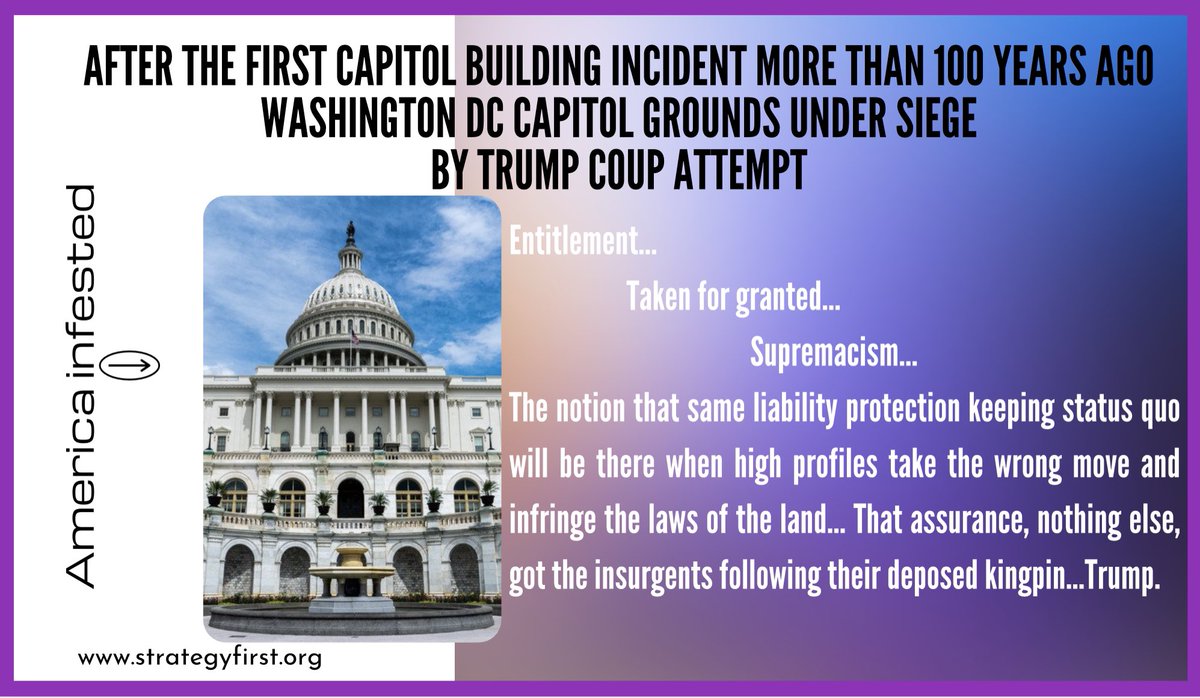 AFTER THE FIRST CAPITOL BUILDING INCIDENT MORE THAN 100 YEARS AGO
WASHINGTON DC CAPITOL GROUNDS UNDER SIEGE
BY TRUMP COUP ATTEMPT
America infested
Entitlement...
Taken for granted...
Supremacism...
The notion that same liability protection keeping status quo
will be there when high profiles take the wrong move and
infringe the laws of the land... That assurance, nothing else,
got the insurgents following their deposed kingpin...Trump.
www.strategyfirst.org